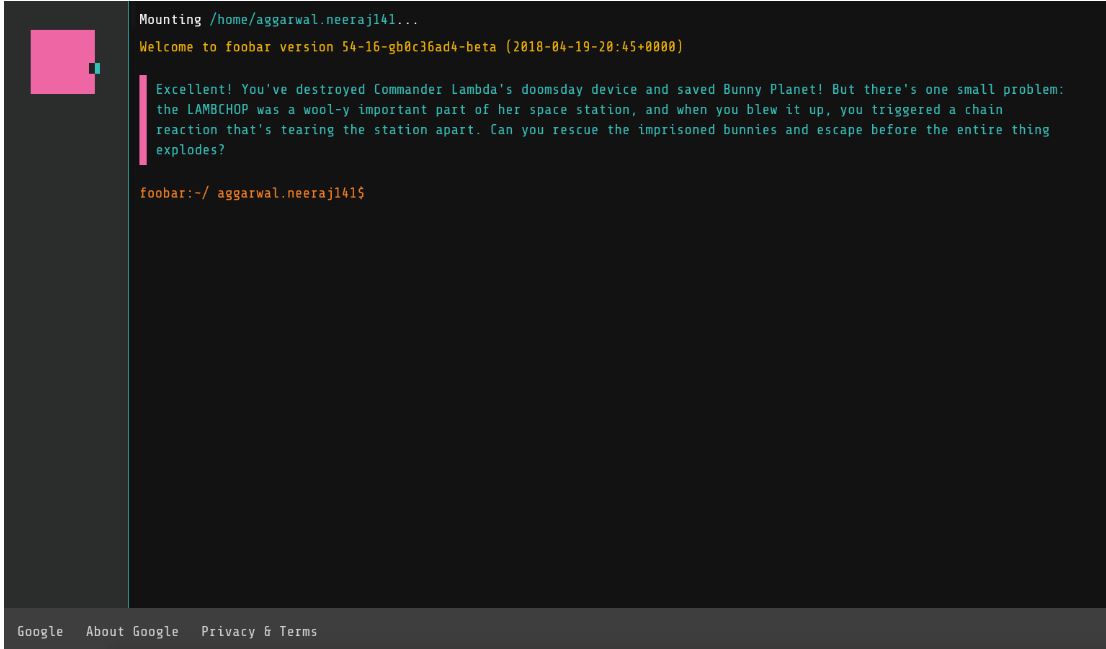 Mounting /home/aggarwal.neeraj141...
Welcome to foobar version 54-16-gb0c36ad4-beta (2018-04-19-20:45+0000)
Excellent! You've destroyed Commander Lambda's doomsday device and saved Bunny Planet! But there's one small problem:
the LAMBCHOP was a wool-y important part of her space station, and when you blew it up, you triggered a chain
reaction that's tearing the station apart. Can you rescue the imprisoned bunnies and escape before the entire thing
explodes?
foobar:~/ aggarwal.neeraj141$
Google About Google Privacy & Terms